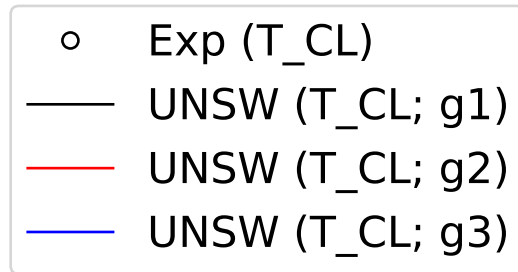 Exp (T_CL)
UNSW (T_CL; g1)
UNSW (T_CL; g2)
UNSW (T_CL; g3)